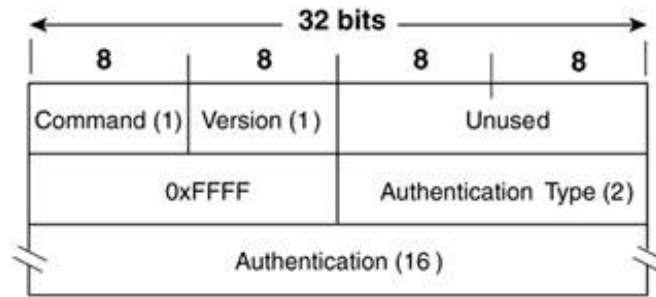 32 bits
8 8 8 8
Command (1) Version (1) Unused
0xFFFF Authentication Type (2)
Authentication (16)